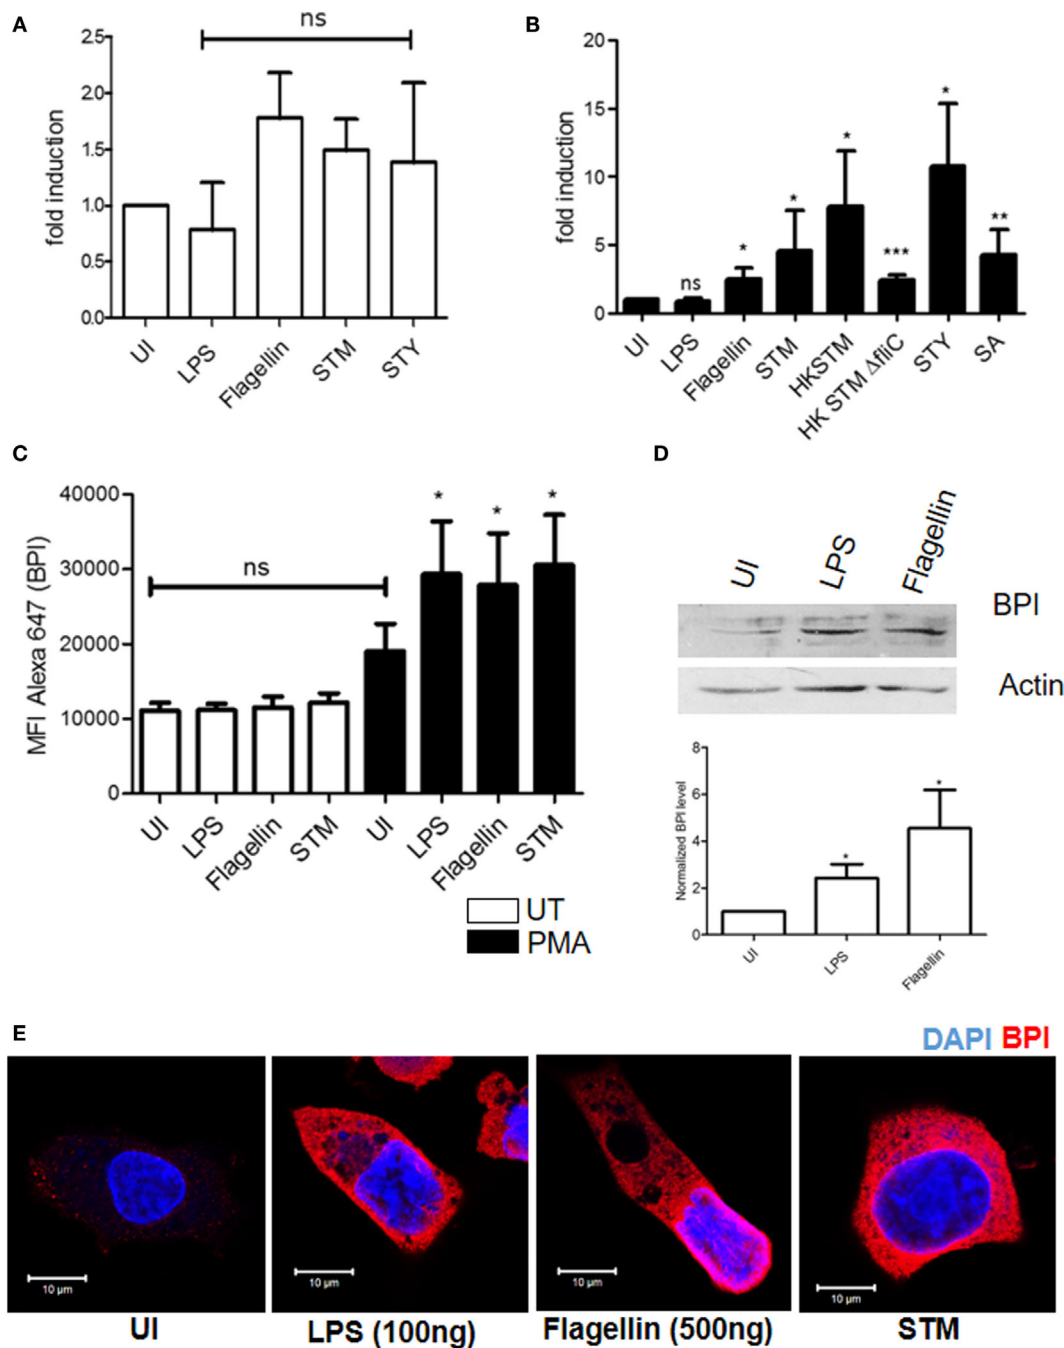 A
ns
fold induction
2.5
2.0
1.5
1.0
0.5
0.0
UI
LPS
Flagellin
STM
STY
B
fold induction
20
15
10
5
0
ns
*
*
*
***
*
**
UI
LPS
Flagellin
STM
HKSTM
HK STM ΔfliC
STY
SA
C
MFI Alexa 647 (BPI)
40000
30000
20000
10000
0
ns
*
*
*
UI
LPS
Flagellin
STM
UI
LPS
Flagellin
STM
UT
PMA
D
UI
LPS
Flagellin
BPI
Actin
Normalized BPI level
8
6
4
2
0
*
*
UI
LPS
Flagellin
E
DAPI BPI
10 µm
10 µm
10 µm
10 µm
UI
LPS (100ng)
Flagellin (500ng)
STM